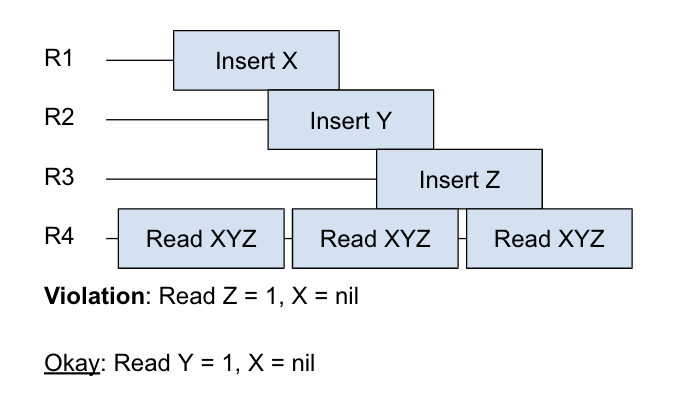 R1 Insert X
R2 Insert Y
R3 Insert Z
R4 Read XYZ Read XYZ Read XYZ
Violation: Read Z = 1, X = nil
Okay: Read Y = 1, X = nil